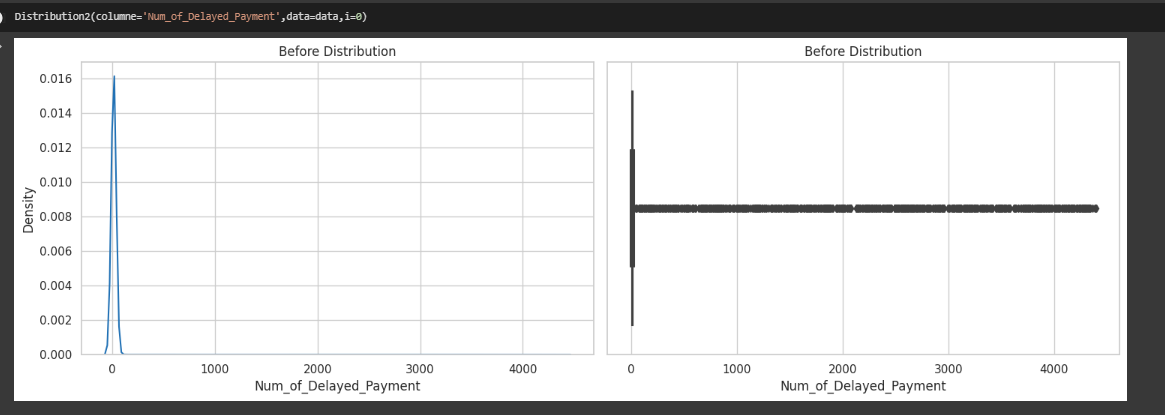 Distribution2(columne='Num_of_Delayed_Payment',data=data,i=0)
Before Distribution
Before Distribution
0.016
0.014
0.012
0.010
0.008
0.006
0.004
0.002
0.000
Density
0 1000 2000 3000 4000
Num_of_Delayed_Payment
0 1000 2000 3000 4000
Num_of_Delayed_Payment